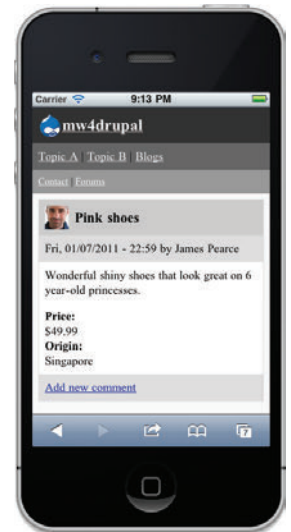 Carrier 9:13 PM
mw4drupal
Topic A | Topic B | Blogs
Contact | Forums
Pink shoes
Fri, 01/07/2011 - 22:59 by James Pearce
Wonderful shiny shoes that look great on 6
year-old princesses.
Price:
$49.99
Origin:
Singapore
Add new comment
7